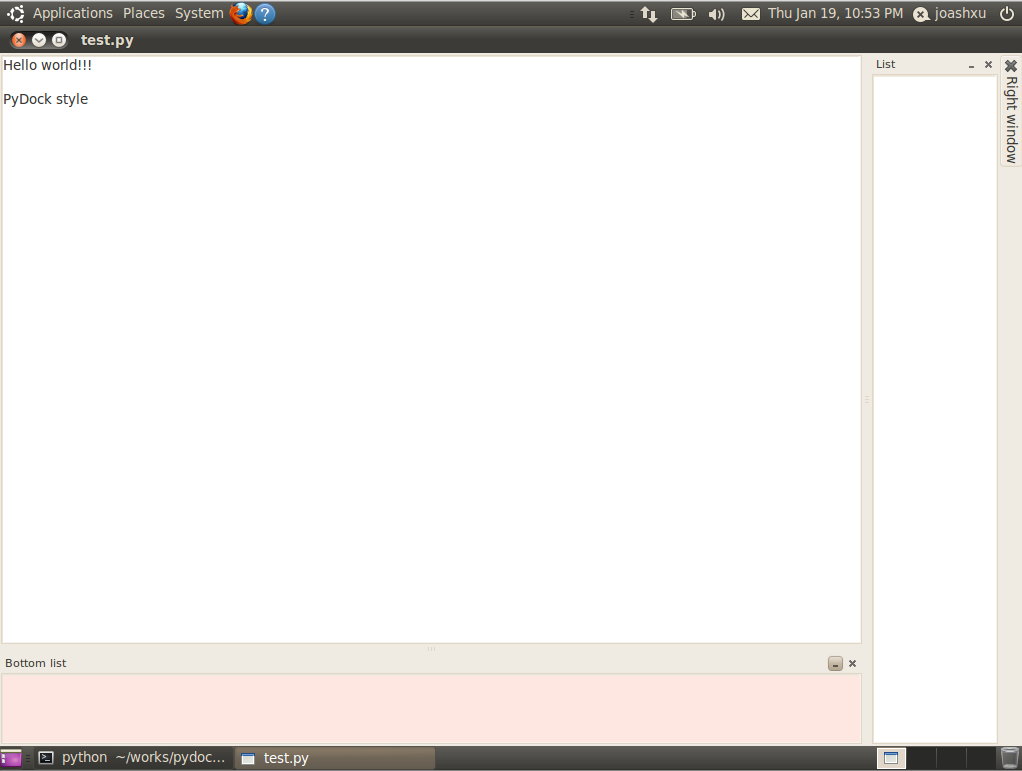 Applications Places System
Thu Jan 19, 10:53 PM joashxu
test.py
Hello world!!!
PyDock style
List
Right window
Bottom list
python ~/works/pydoc...
test.py